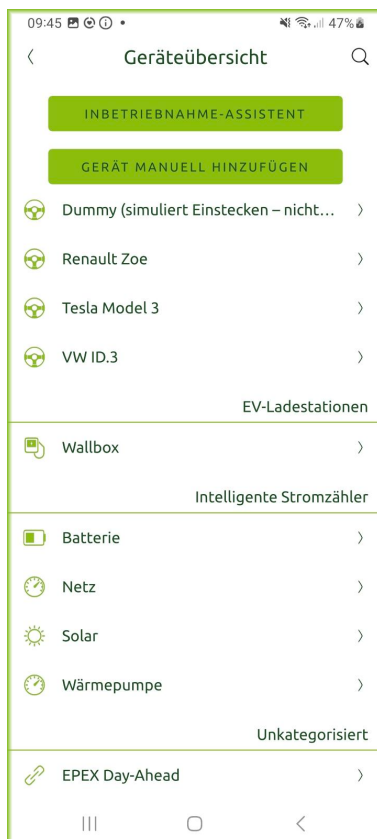 09:45 47%
Geräteübersicht
INBETRIEBNAHME-ASSISTENT
GERÄT MANUELL HINZUFÜGEN
Dummy (simuliert Einstecken – nicht...
Renault Zoe
Tesla Model 3
VW ID.3
EV-Ladestationen
Wallbox
Intelligente Stromzähler
Batterie
Netz
Solar
Wärmepumpe
Unkategorisiert
EPEX Day-Ahead